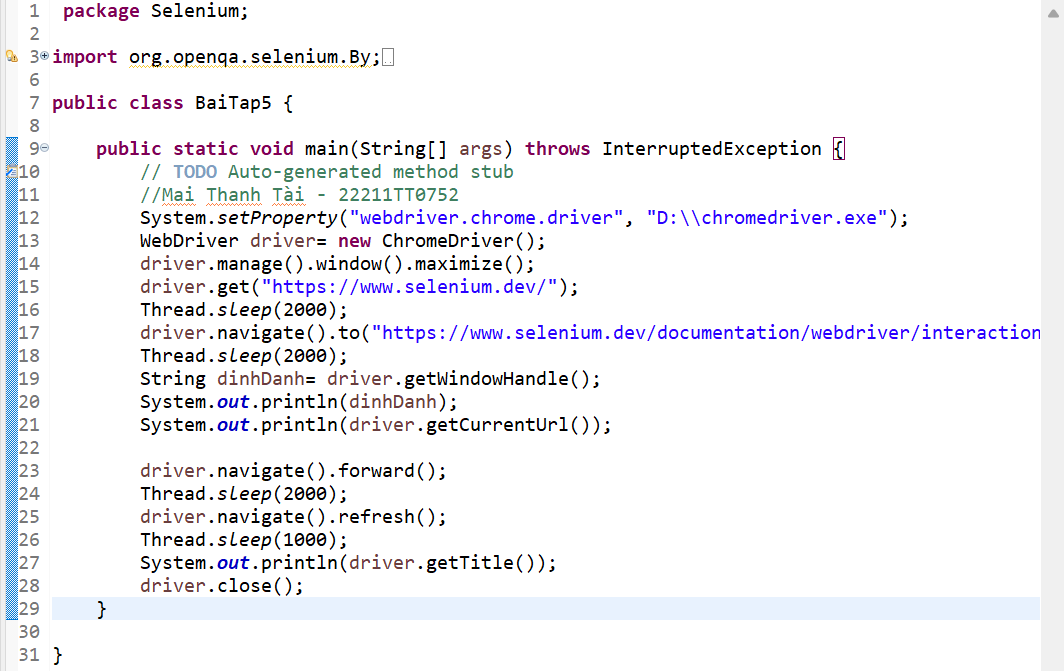 1 package Selenium;
2
3 import org.openqa.selenium.By;
6
7 public class BaiTap5 {
8
9 public static void main(String[] args) throws InterruptedException {
10 // TODO Auto-generated method stub
11 //Mai Thanh Tài - 22211TT0752
12 System.setProperty("webdriver.chrome.driver", "D:\\chromedriver.exe");
13 WebDriver driver= new ChromeDriver();
14 driver.manage().window().maximize();
15 driver.get("https://www.selenium.dev/");
16 Thread.sleep(2000);
17 driver.navigate().to("https://www.selenium.dev/documentation/webdriver/interaction
18 Thread.sleep(2000);
19 String dinhDanh= driver.getWindowHandle();
20 System.out.println(dinhDanh);
21 System.out.println(driver.getCurrentUrl());
22
23 driver.navigate().forward();
24 Thread.sleep(2000);
25 driver.navigate().refresh();
26 Thread.sleep(1000);
27 System.out.println(driver.getTitle());
28 driver.close();
29 }
30
31 }